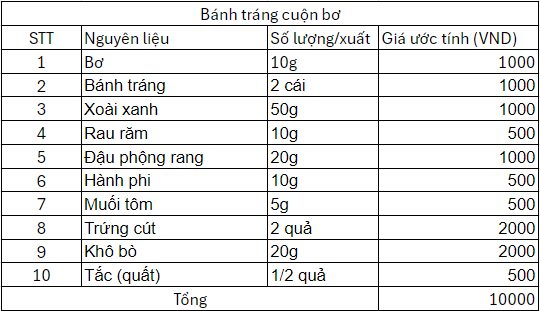 Bánh tráng cuộn bơ
STT Nguyên liệu Số lượng/xuất Giá ước tính (VND)
1 Bơ 10g 1000
2 Bánh tráng 2 cái 1000
3 Xoài xanh 50g 1000
4 Rau răm 10g 500
5 Đậu phộng rang 20g 1000
6 Hành phi 10g 500
7 Muối tôm 5g 500
8 Trứng cút 2 quả 2000
9 Khô bò 20g 2000
10 Tắc (quất) 1/2 quả 500
Tổng 10000